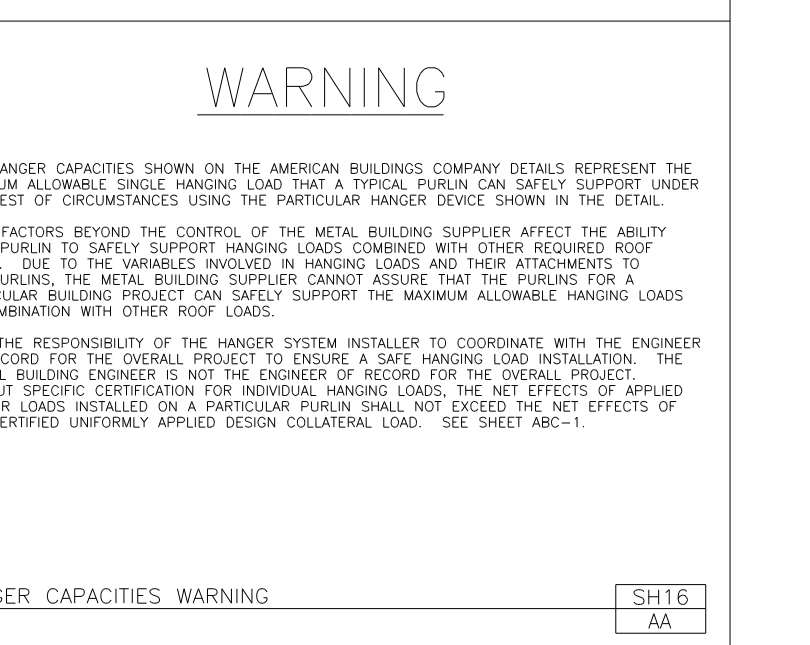 WARNING
ANGER CAPACITIES SHOWN ON THE AMERICAN BUILDINGS COMPANY DETAILS REPRESENT THE
UM ALLOWABLE SINGLE HANGING LOAD THAT A TYPICAL PURLIN CAN SAFELY SUPPORT UNDER
EST OF CIRCUMSTANCES USING THE PARTICULAR HANGER DEVICE SHOWN IN THE DETAIL.
FACTORS BEYOND THE CONTROL OF THE METAL BUILDING SUPPLIER AFFECT THE ABILITY
PURLIN TO SAFELY SUPPORT HANGING LOADS COMBINED WITH OTHER REQUIRED ROOF
. DUE TO THE VARIABLES INVOLVED IN HANGING LOADS AND THEIR ATTACHMENTS TO
URLINS, THE METAL BUILDING SUPPLIER CANNOT ASSURE THAT THE PURLINS FOR A
CULAR BUILDING PROJECT CAN SAFELY SUPPORT THE MAXIMUM ALLOWABLE HANGING LOADS
MBINATION WITH OTHER ROOF LOADS.
THE RESPONSIBILITY OF THE HANGER SYSTEM INSTALLER TO COORDINATE WITH THE ENGINEER
CORD FOR THE OVERALL PROJECT TO ENSURE A SAFE HANGING LOAD INSTALLATION. THE
L BUILDING ENGINEER IS NOT THE ENGINEER OF RECORD FOR THE OVERALL PROJECT.
UT SPECIFIC CERTIFICATION FOR INDIVIDUAL HANGING LOADS, THE NET EFFECTS OF APPLIED
R LOADS INSTALLED ON A PARTICULAR PURLIN SHALL NOT EXCEED THE NET EFFECTS OF
ERTIFIED UNIFORMLY APPLIED DESIGN COLLATERAL LOAD. SEE SHEET ABC-1.
GER CAPACITIES WARNING
SH16
AA